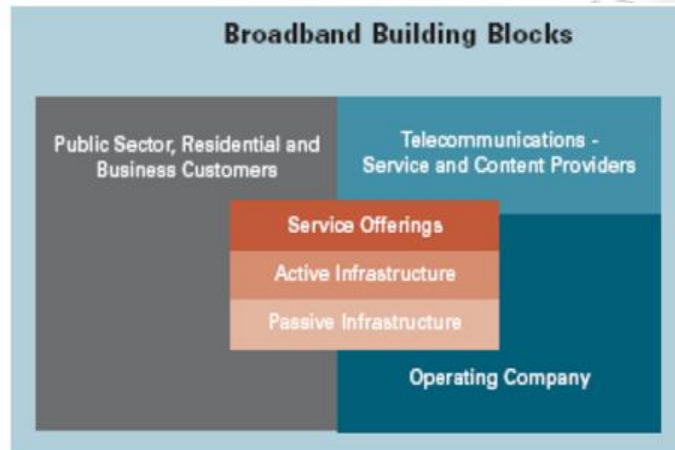 Broadband Building Blocks
Public Sector, Residential and
Business Customers
Telecommunications -
Service and Content Providers
Service Offerings
Active Infrastructure
Passive Infrastructure
Operating Company